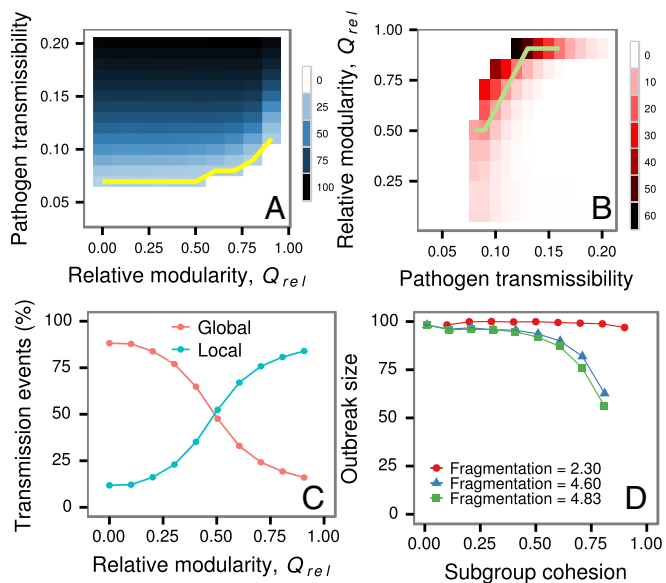 Pathogen transmissibility
0.20
0.15
0.10
0.05
0.00
0.25
0.50
0.75
1.00
Relative modularity, Q rel
0
25
50
75
100
A
Relative modularity, Q rel
1.00
0.75
0.50
0.25
0.05
0.10
0.15
0.20
Pathogen transmissibility
0
10
20
30
40
50
60
B
Transmission events (%)
100
75
50
25
0
Global
Local
C
0.00
0.25
0.50
0.75
1.00
Relative modularity, Q rel
Outbreak size
100
75
50
25
0
Fragmentation = 2.30
Fragmentation = 4.60
Fragmentation = 4.83
D
0.00
0.25
0.50
0.75
1.00
Subgroup cohesion